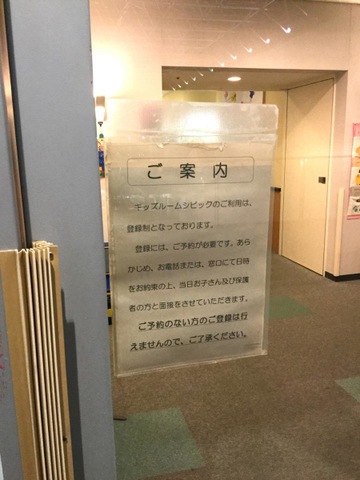 ご案内
キッズルームシビックのご利用は、
登録制となっております。
登録には、ご予約が必要です。あら
かじめ、お電話または、窓口にて日時
をお約束の上、当日お子さん及び保護
者の方と面接をさせていただきます。
ご予約のない方のご登録は行
えませんので、ご了承ください。